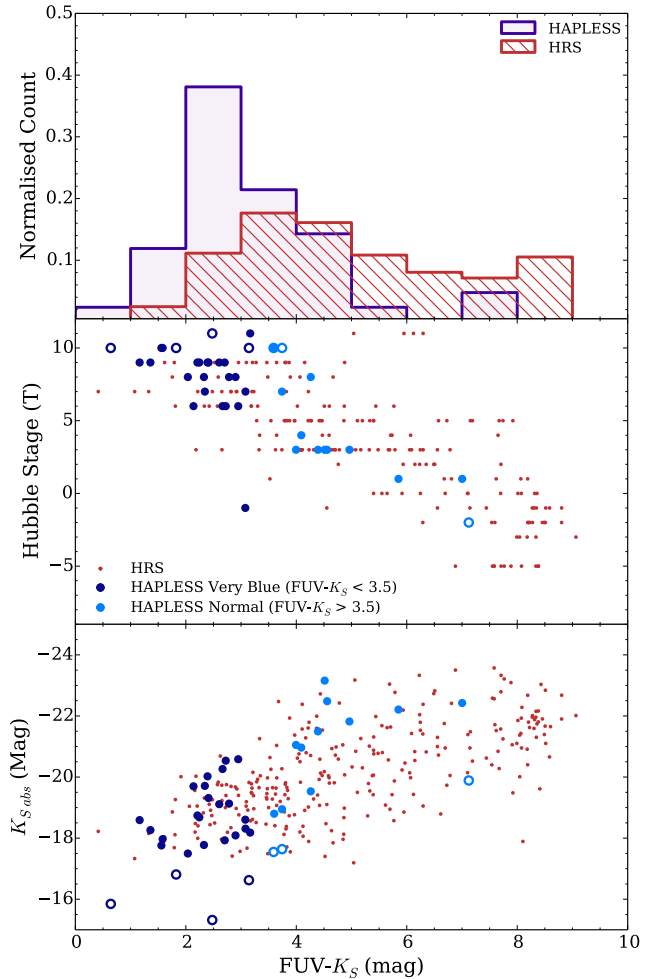 0.5
HAPLESS
HRS
0.4
0.3
0.2
0.1
Normalised Count
10
5
0
−5
Hubble Stage (T)
HRS
HAPLESS Very Blue (FUV-K_S < 3.5)
HAPLESS Normal (FUV-K_S > 3.5)
−24
−22
−20
−18
−16
K_S abs (Mag)
0 2 4 6 8 10
FUV-K_S (mag)